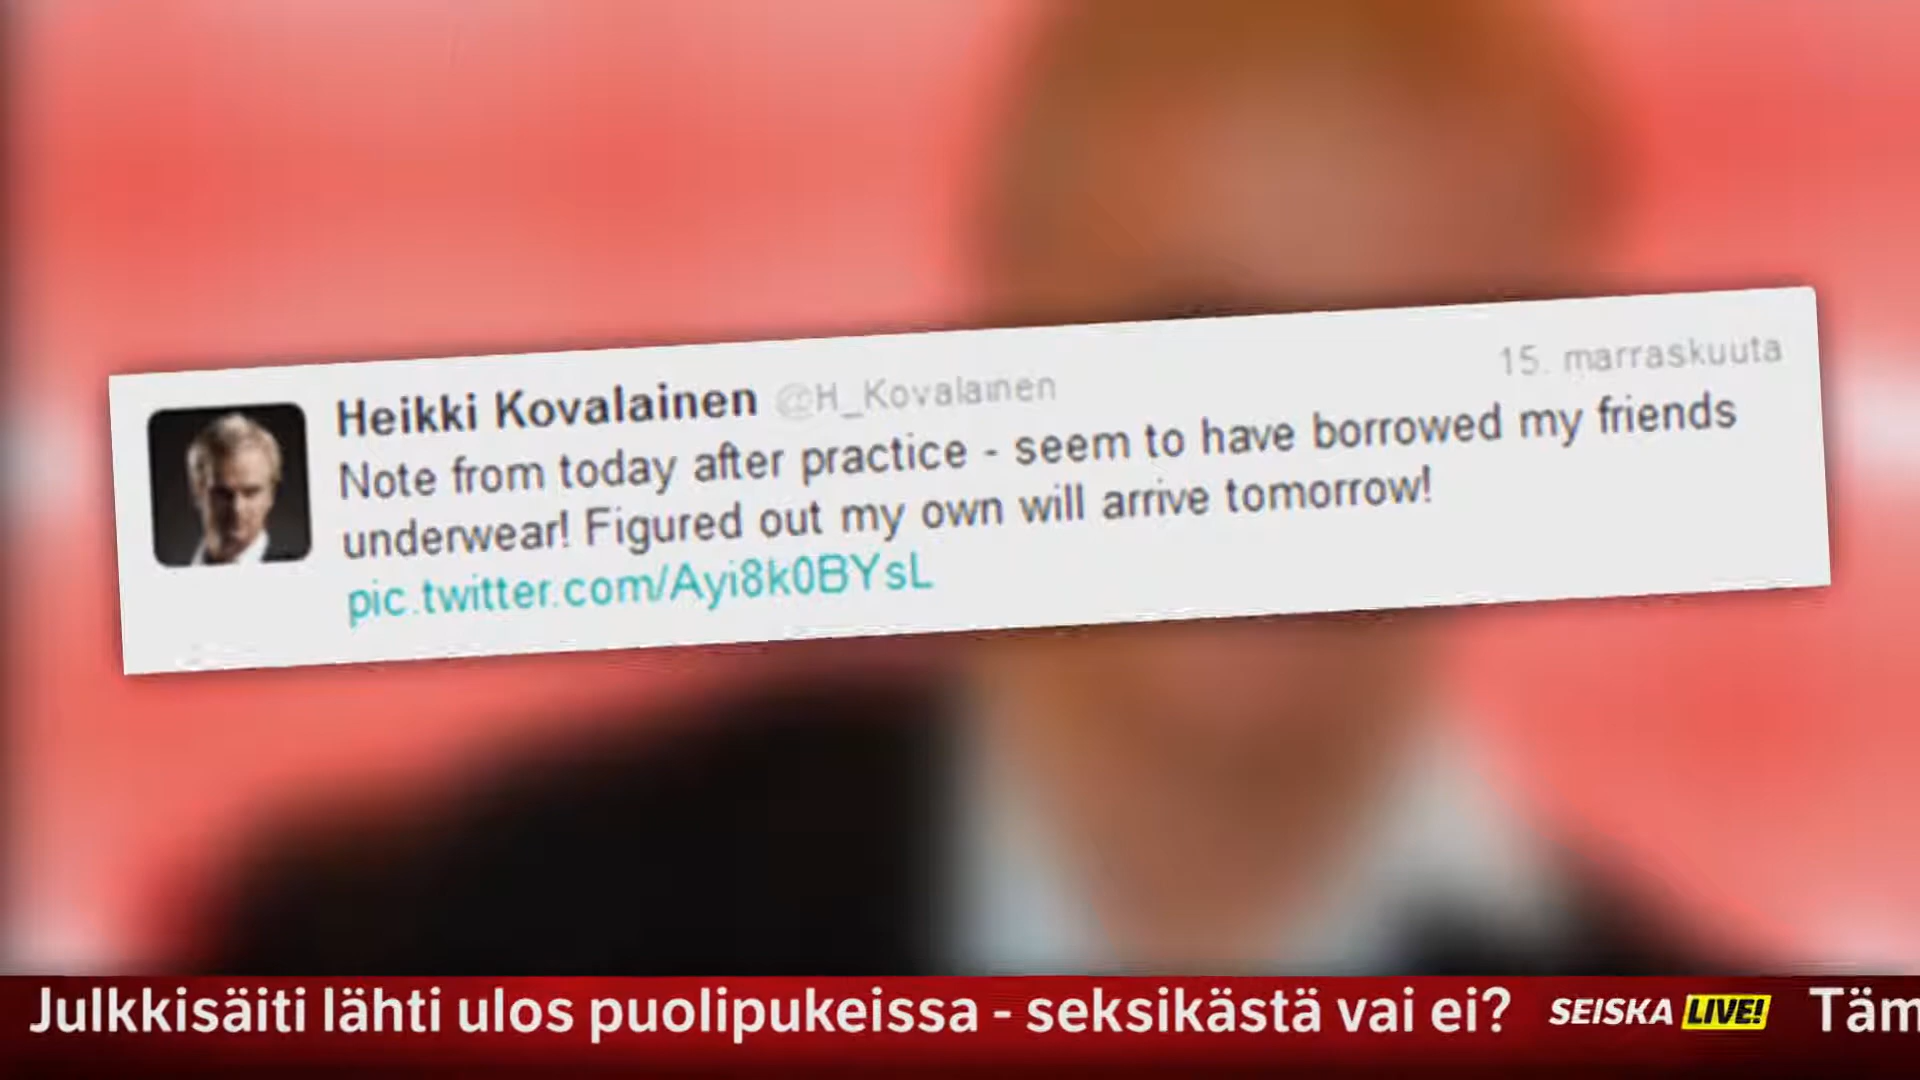 Heikki Kovalainen @H_Kovalainen 15. marraskuuta
Note from today after practice - seem to have borrowed my friends
underwear! Figured out my own will arrive tomorrow!
pic.twitter.com/Ayi8k0BYsL
Julkkisäiti lähti ulos puolipukeissa - seksikästä vai ei? SEISKA LIVE! Täm